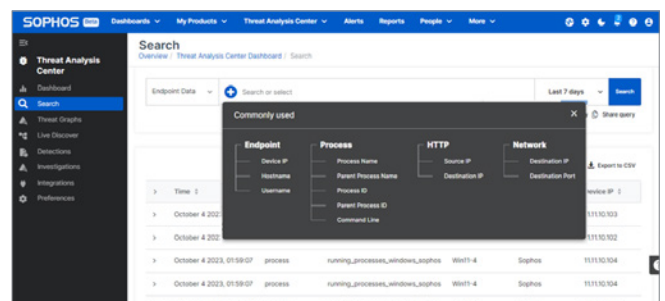 SOPHOS Beta Dashboards My Products Threat Analysis Center Alerts Reports People More
Threat Analysis Center
Dashboard
Search
Threat Graphs
Live Discover
Detections
Investigations
Integrations
Preferences
Search
Overview / Threat Analysis Center Dashboard / Search
Endpoint Data Search or select Last 7 days Search
Share query
Commonly used
Endpoint
Device IP
Hostname
Username
Process
Process Name
Parent Process Name
Process ID
Parent Process ID
Command Line
HTTP
Source IP
Destination IP
Network
Destination IP
Destination Port
Export to CSV
Time
October 4 202 11.11.10.103
October 4 202 11.11.10.102
October 4 2023, 01:59:07 process running_processes_windows_sophos Win11-4 Sophos 11.11.10.104
October 4 2023, 01:59:07 process running_processes_windows_sophos Win11-4 Sophos 11.11.10.104